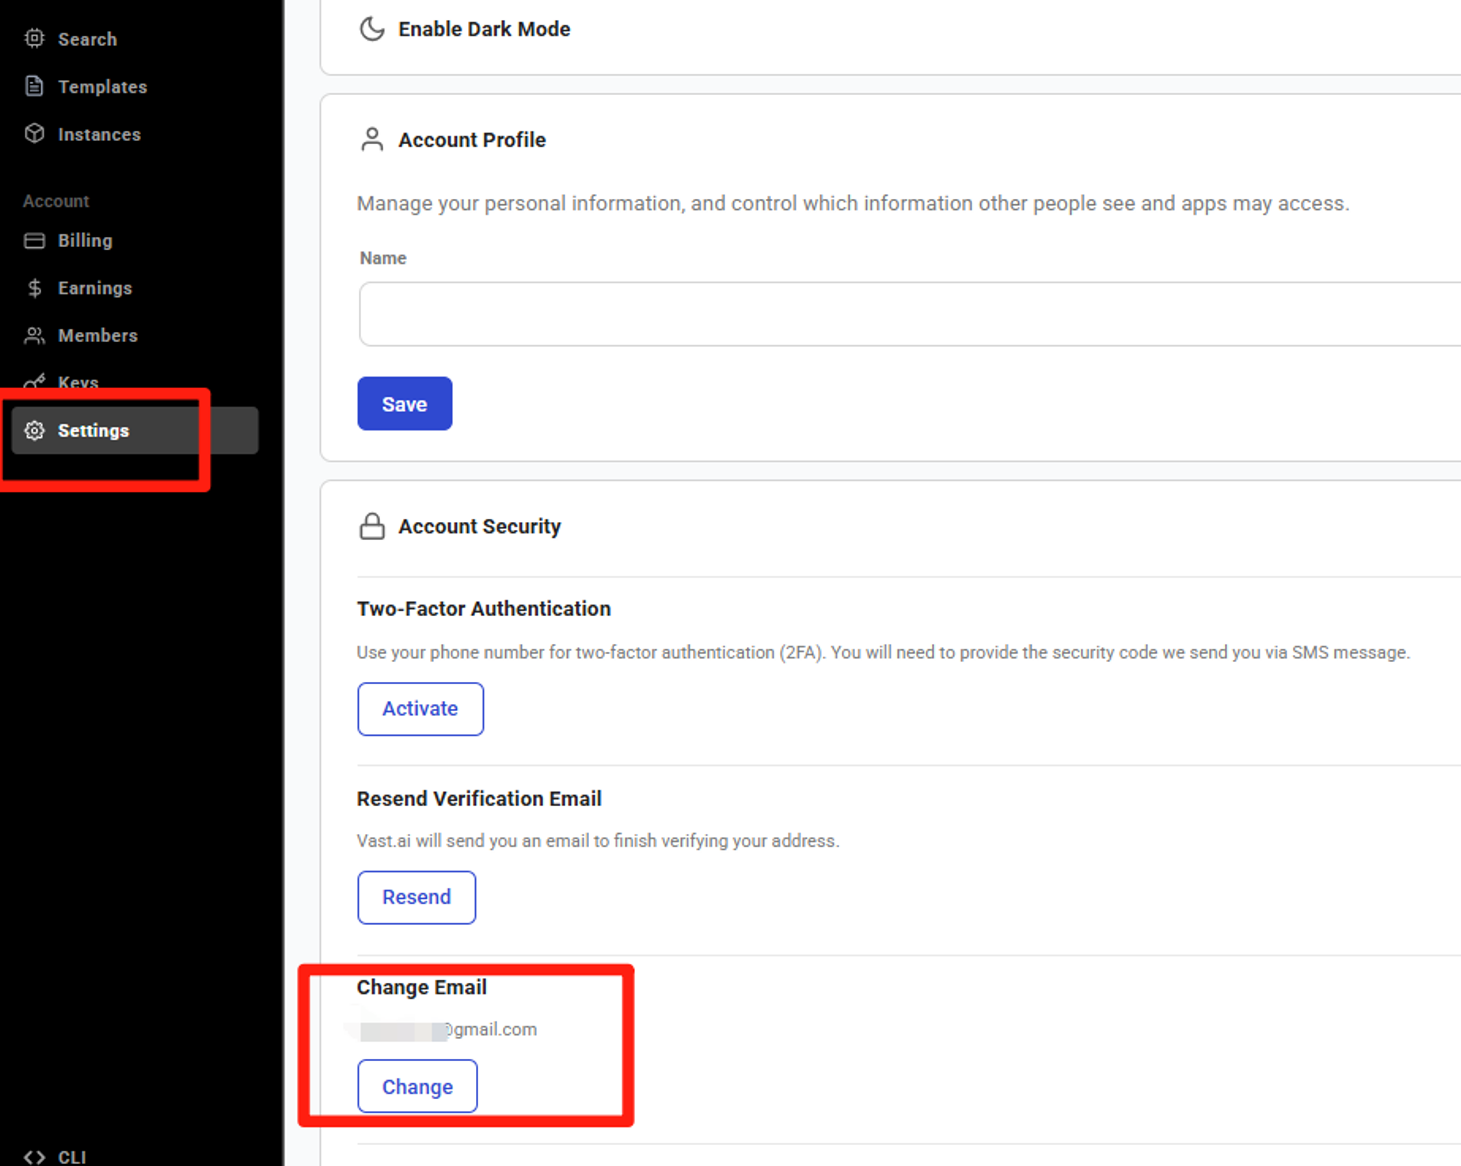 Search
Templates
Instances
Account
Billing
Earnings
Members
Keys
Settings
CLI
Enable Dark Mode
Account Profile
Manage your personal information, and control which information other people see and apps may access.
Name
Save
Account Security
Two-Factor Authentication
Use your phone number for two-factor authentication (2FA). You will need to provide the security code we send you via SMS message.
Activate
Resend Verification Email
Vast.ai will send you an email to finish verifying your address.
Resend
Change Email
@gmail.com
Change